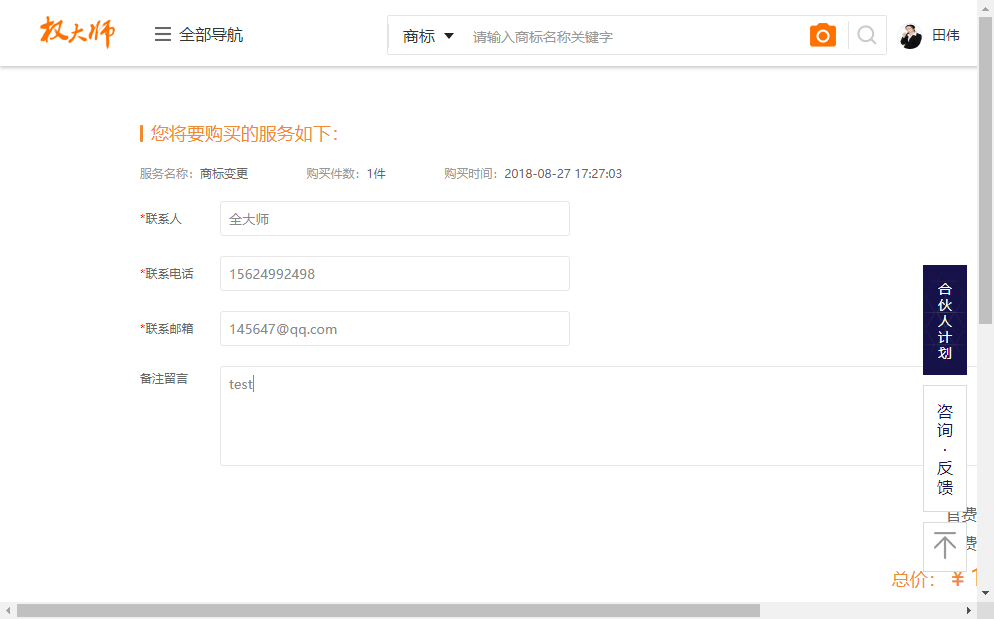 权大师
全部导航
商标
请输入商标名称关键字
田伟
您将要购买的服务如下：
服务名称：商标变更 购买件数：1件 购买时间：2018-08-27 17:27:03
*联系人
全大师
*联系电话
15624992498
*联系邮箱
145647@qq.com
备注留言
test
合伙人计划
咨询·反馈
官费
费
总价：¥ 1